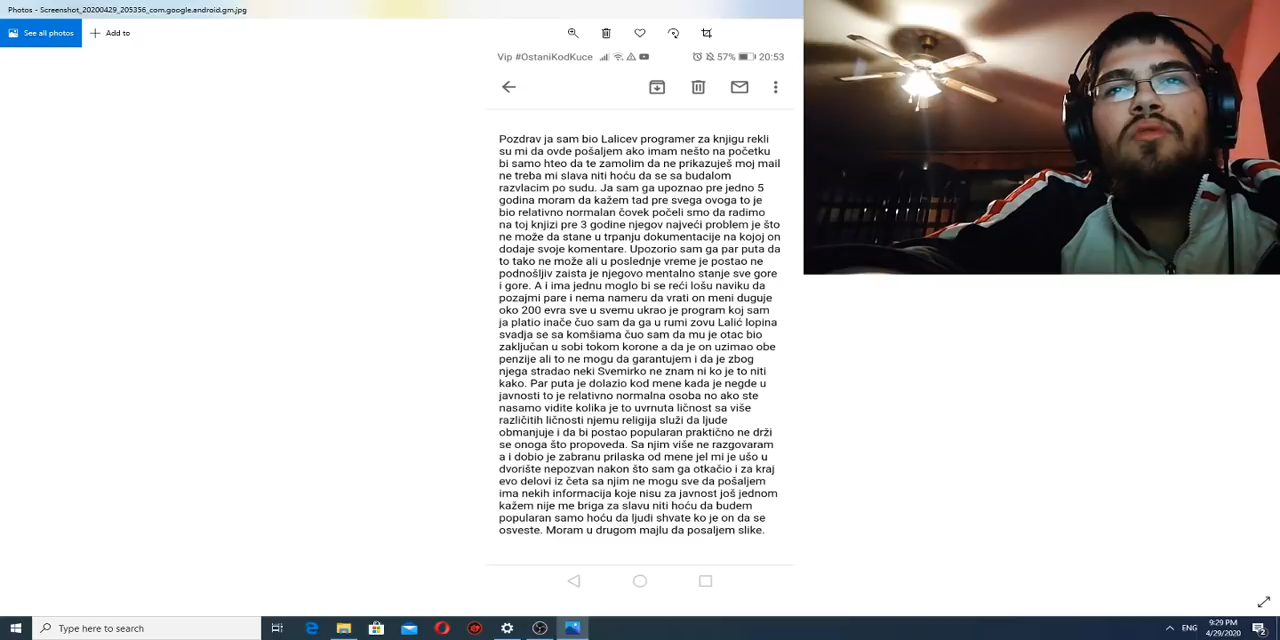 Photos - Screenshot_20200429_205356_com.google.android.gm.jpg
See all photos
Add to
Vip #OstaniKodKuce
57%
20:53
Pozdrav ja sam bio Lalicev programer za knjigu rekli
su mi da ovde pošaljem ako imam nešto na početku
bi samo hteo da te zamolim da ne prikazuješ moj mail
ne treba mi slava niti hoću da se sa budalom
razvlacim po sudu. Ja sam ga upoznao pre jedno 5
godina moram da kažem tad pre svega ovoga to je
bio relativno normalan čovek počeli smo da radimo
na toj knjizi pre 3 godine njegov najveći problem je što
ne može da stane u trpanju dokumentacije na kojoj on
dodaje svoje komentare. Upozorio sam ga par puta da
to tako ne može ali u poslednje vreme je postao ne
podnošljiv zaista je njegovo mentalno stanje sve gore
i gore. A i ima jednu moglo bi se reći lošu naviku da
pozajmi pare i nema nameru da vrati on meni duguje
oko 200 evra sve u svemu ukrao je program koj sam
ja platio inače čuo sam da ga u rumi zovu Lalić lopina
svadja se sa komšiama čuo sam da mu je otac bio
zaključan u sobi tokom korone a da je on uzimao obe
penzije ali to ne mogu da garantujem i da je zbog
njega stradao neki Svemirko ne znam ni ko je to niti
kako. Par puta je dolazio kod mene kada je negde u
javnosti to je relativno normalna osoba no ako ste
nasamo vidite kolika je to uvrnuta ličnost sa više
različitih ličnosti njemu religija služi da ljude
obmanjuje i da bi postao popularan praktično ne drži
se onoga što propoveda. Sa njim više ne razgovaram
a i dobio je zabranu prilaska od mene jel mi je ušo u
dvorište nepozvan nakon što sam ga otkačio i za kraj
evo delovi iz četa sa njim ne mogu sve da pošaljem
ima nekih informacija koje nisu za javnost još jednom
kažem nije me briga za slavu niti hoću da budem
popularan samo hoću da ljudi shvate ko je on da se
osveste. Moram u drugom majlu da posaljem slike.
Type here to search
ENG
9:29 PM
4/29/2020